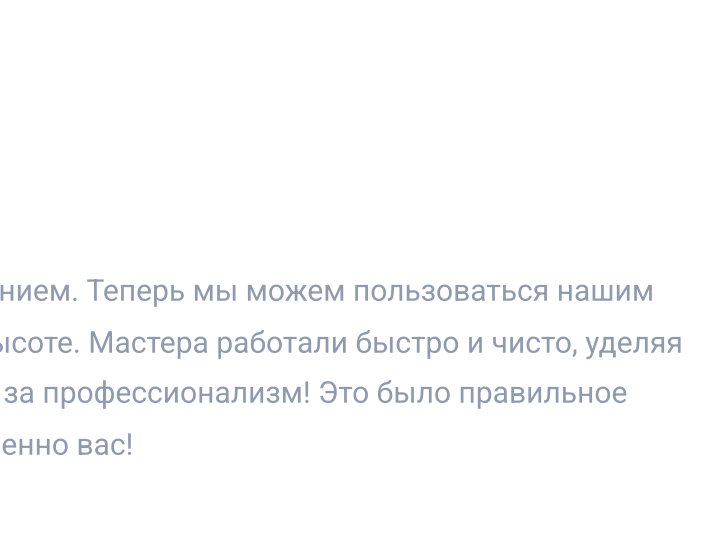 нием. Теперь мы можем пользоваться нашим
ысоте. Мастера работали быстро и чисто, уделяя
за профессионализм! Это было правильное
енно вас!